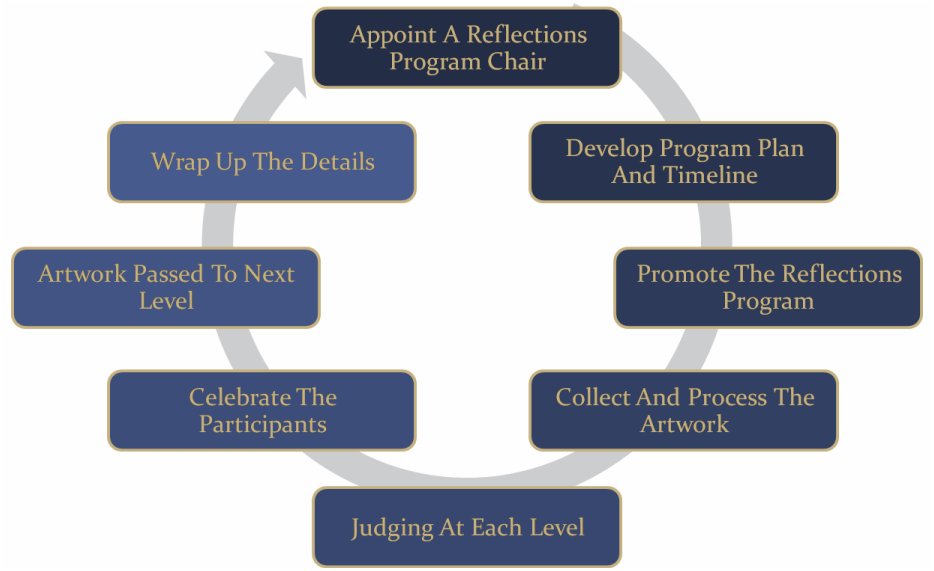 Appoint A Reflections
Program Chair
Develop Program Plan
And Timeline
Promote The Reflections
Program
Collect And Process The
Artwork
Judging At Each Level
Celebrate The
Participants
Artwork Passed To Next
Level
Wrap Up The Details